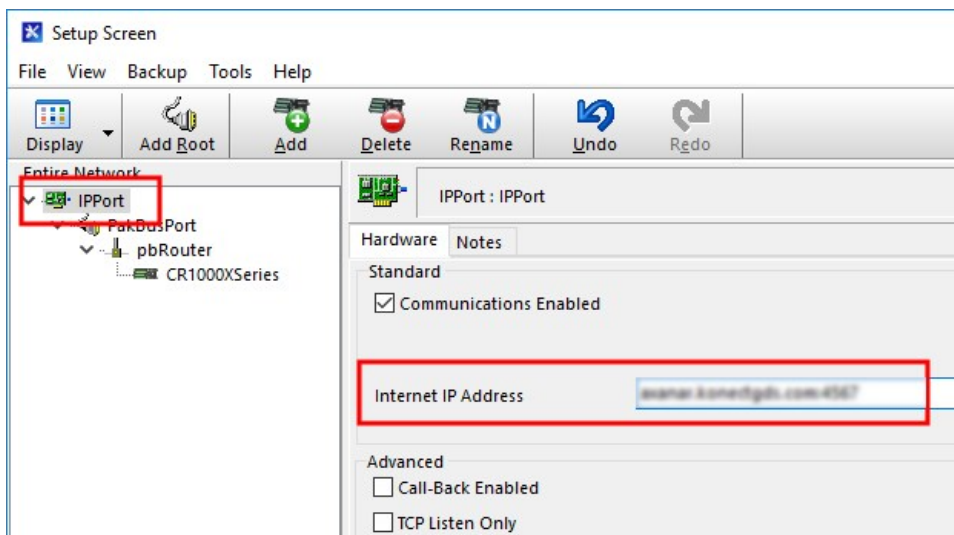 Setup Screen
File View Backup Tools Help
Display Add Root Add Delete Rename Undo Redo
Entire Network
IPPort
PakBusPort
pbRouter
CR1000XSeries
IPPort : IPPort
Hardware Notes
Standard
Communications Enabled
Internet IP Address
Advanced
Call-Back Enabled
TCP Listen Only